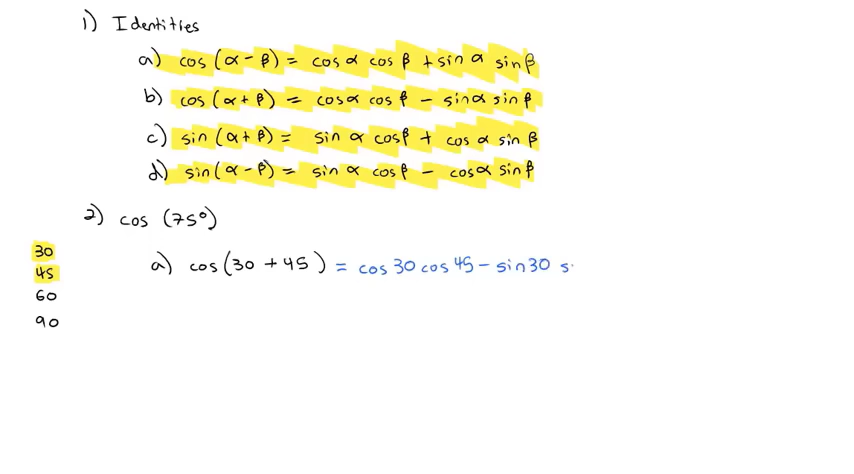 1) Identities
a) cos (α - β) = cos α cos β + sin α sin β
b) cos (α + β) = cos α cos β - sin α sin β
c) sin (α + β) = sin α cos β + cos α sin β
d) sin (α - β) = sin α cos β - cos α sin β
2) cos (75°)
30
45
60
90
a) cos (30 + 45) = cos 30 cos 45 - sin 30 s